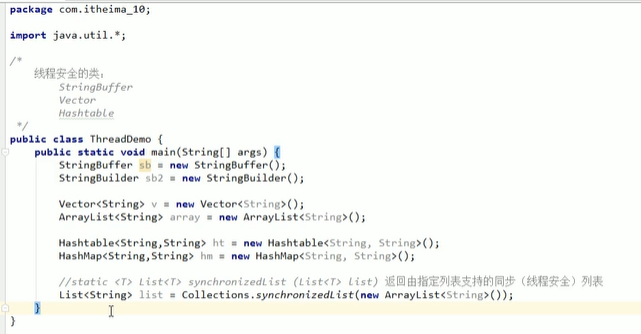 package com.itheima_10;
import java.util.*;
/*
线程安全的类:
StringBuffer
Vector
Hashtable
*/
public class ThreadDemo {
public static void main(String[] args) {
StringBuffer sb = new StringBuffer();
StringBuilder sb2 = new StringBuilder();
Vector<String> v = new Vector<String>();
ArrayList<String> array = new ArrayList<String>();
Hashtable<String,String> ht = new Hashtable<String, String>();
HashMap<String,String> hm = new HashMap<String, String>();
//static <T> List<T> synchronizedList (List<T> list) 返回由指定列表支持的同步（线程安全）列表
List<String> list = Collections.synchronizedList(new ArrayList<String>());
}
}